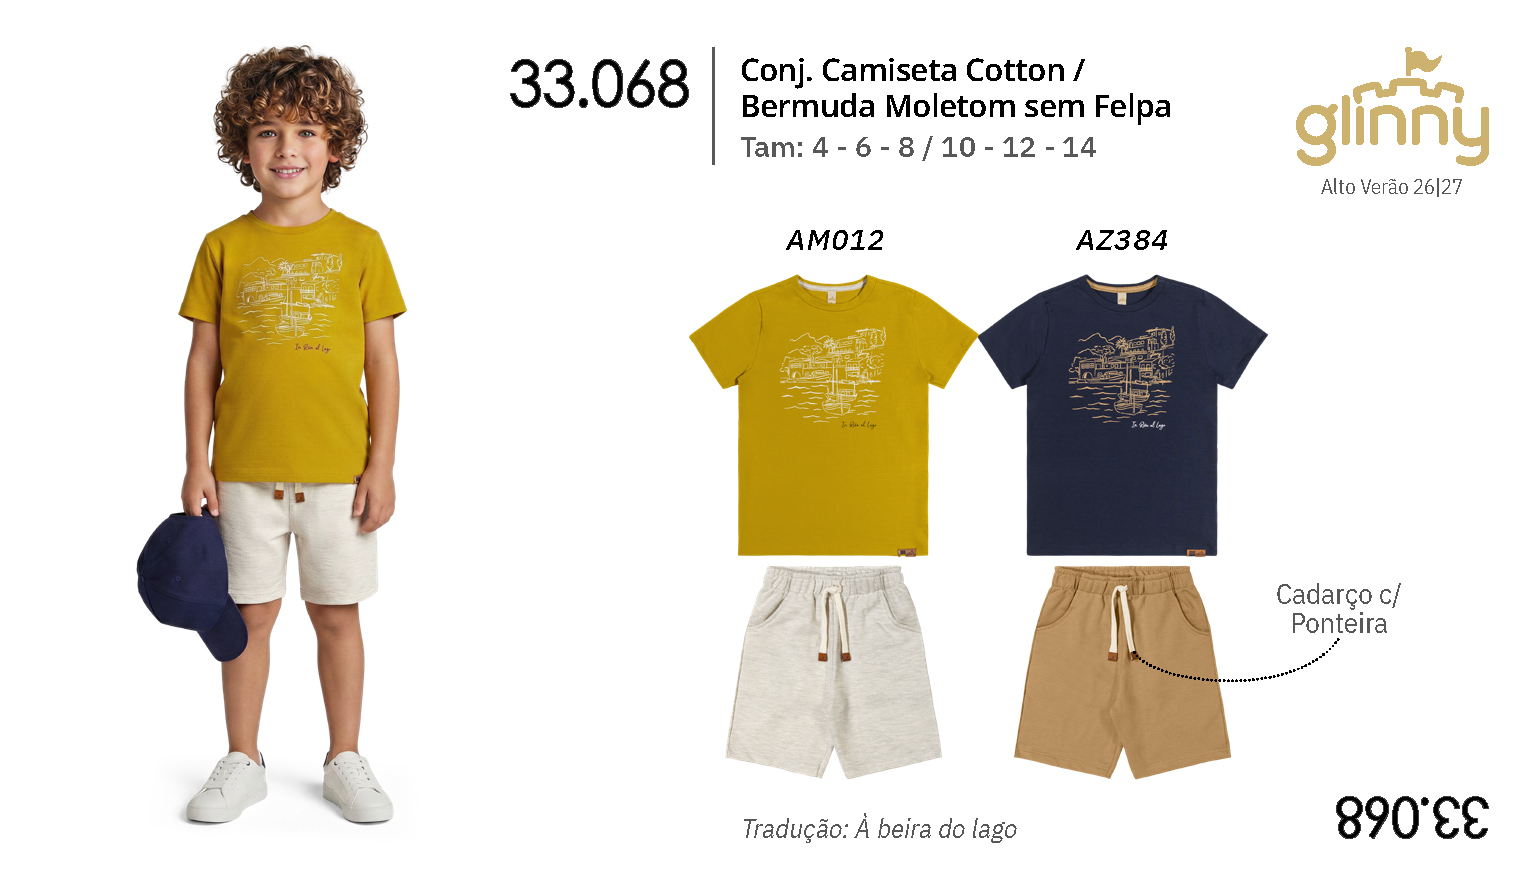 33.068
Conj. Camiseta Cotton /
Bermuda Moletom sem Felpa
Tam: 4 - 6 - 8 / 10 - 12 - 14
glinny
Alto Verão 26|27
AM012
AZ384
Cadarço c/
Ponteira
Tradução: À beira do lago
33.068